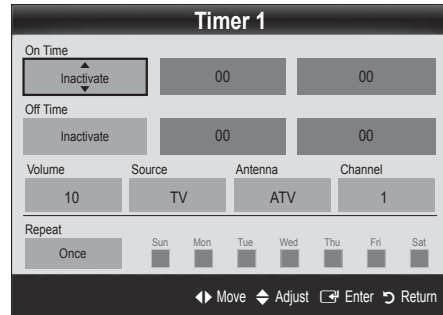 Timer 1
On Time
Inactivate 00 00
Off Time
Inactivate 00 00
Volume Source Antenna Channel
10 TV ATV 1
Repeat
Sun Mon Tue Wed Thu Fri Sat
Once
Move Adjust Enter Return